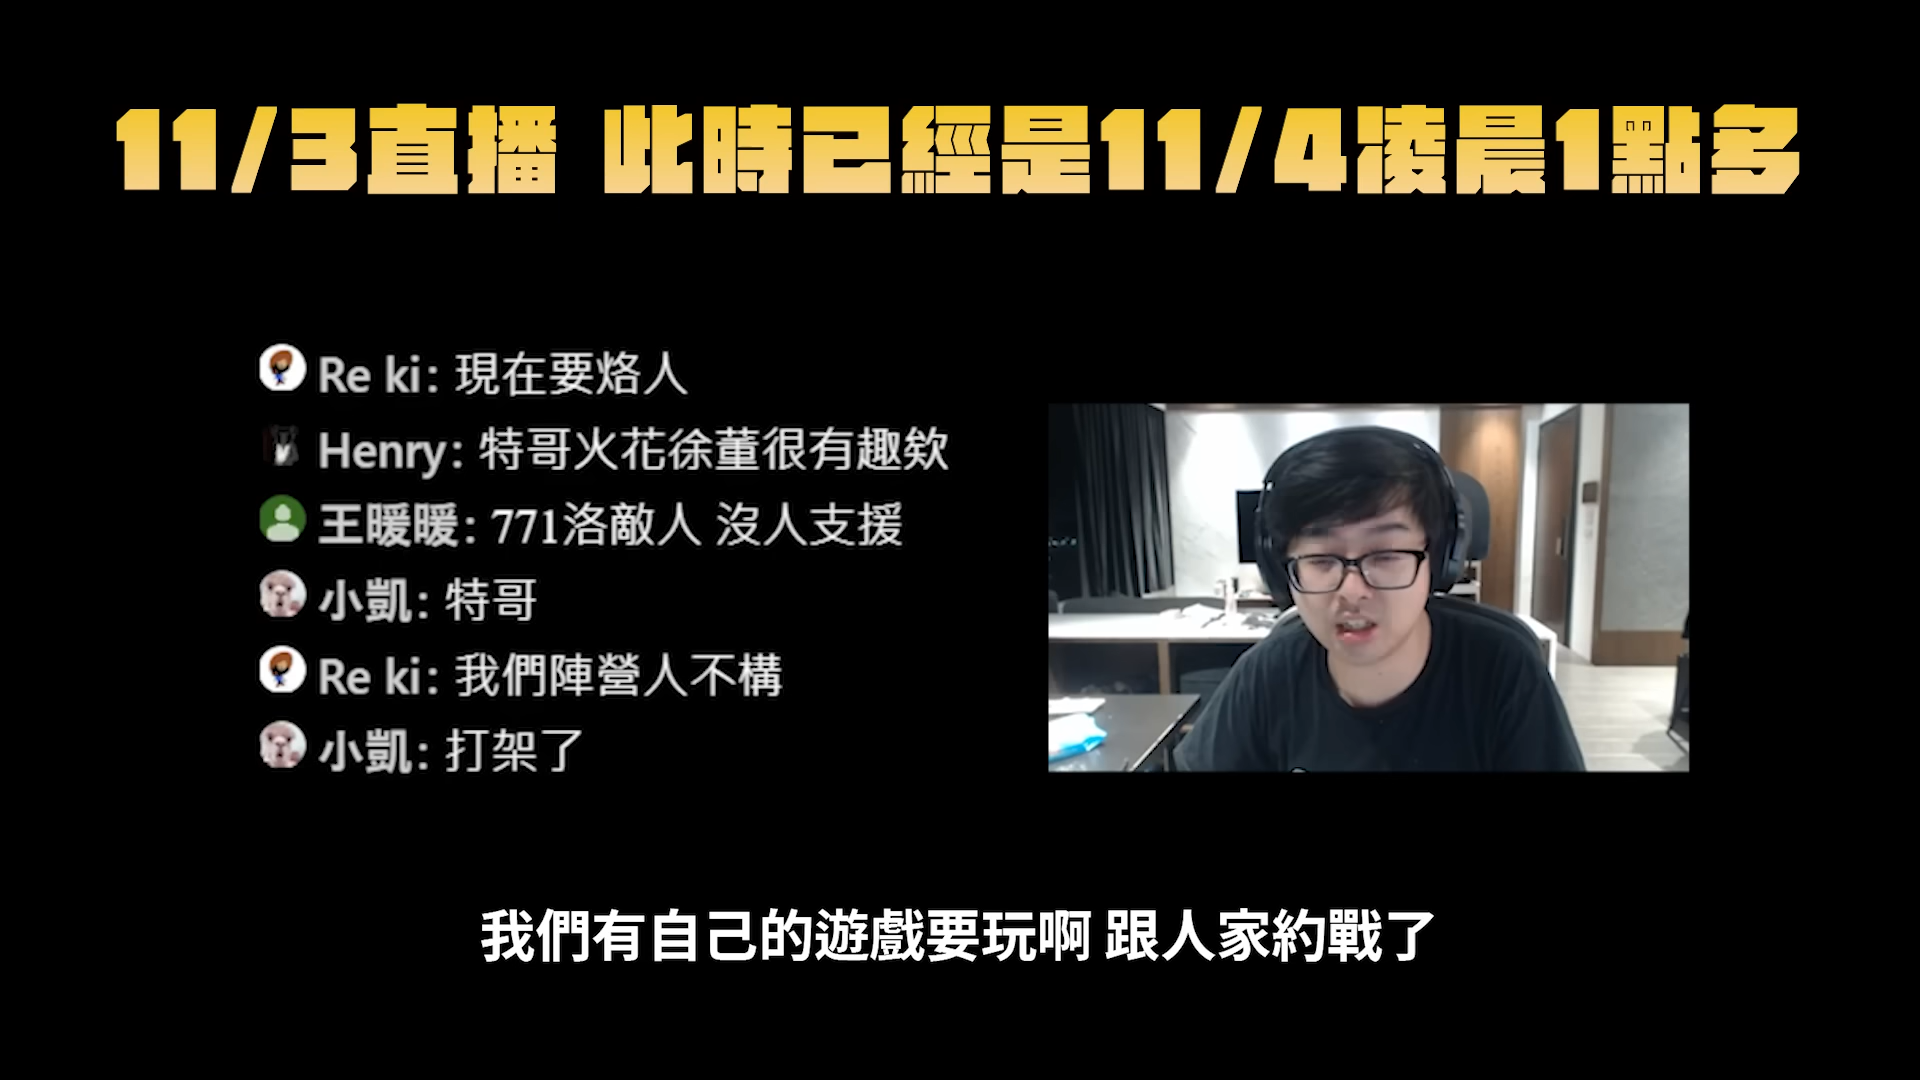 11/3直播 此時已經是11/4凌晨1點多
Re ki: 現在要烙人
Henry: 特哥火花徐董很有趣欸
王暖暖: 771洛敵人 沒人支援
小凱: 特哥
Re ki: 我們陣營人不構
小凱: 打架了
我們有自己的遊戲要玩啊 跟人家約戰了